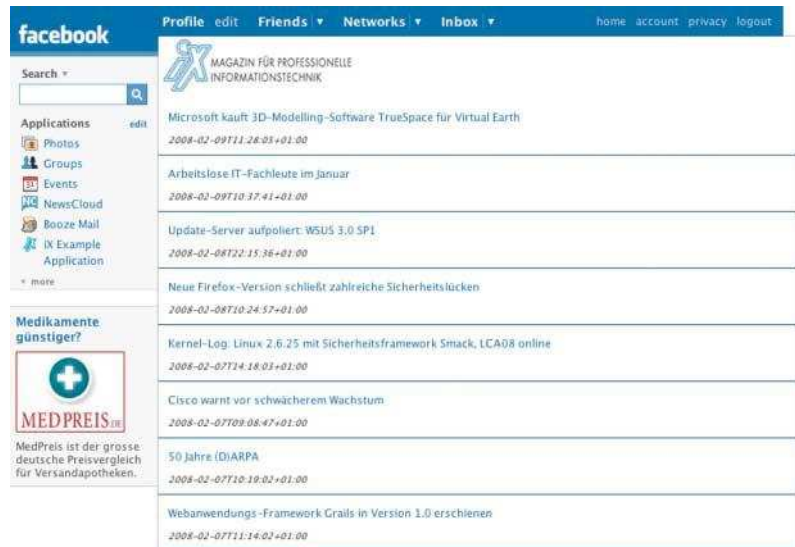 facebook
Profile edit Friends ▾ Networks ▾ Inbox ▾
home account privacy logout
Search ▾
Applications edit
Photos
Groups
31 Events
NC NewsCloud
Booze Mail
iX Example
Application
▾ more
Medikamente
günstiger?
MEDPREIS.DE
MedPreis ist der grosse
deutsche Preisvergleich
für Versandapotheken.
iX MAGAZIN FÜR PROFESSIONELLE
INFORMATIONSTECHNIK
Microsoft kauft 3D-Modelling-Software TrueSpace für Virtual Earth
2008-02-09T11:28:05+01:00
Arbeitslose IT-Fachleute im Januar
2008-02-09T10:37:41+01:00
Update-Server aufpoliert: WSUS 3.0 SP1
2008-02-08T22:15:36+01:00
Neue Firefox-Version schließt zahlreiche Sicherheitslücken
2008-02-08T10:24:57+01:00
Kernel-Log: Linux 2.6.25 mit Sicherheitsframework Smack, LCA08 online
2008-02-07T14:18:03+01:00
Cisco warnt vor schwächerem Wachstum
2008-02-07T09:08:47+01:00
50 Jahre (D)ARPA
2008-02-07T10:19:02+01:00
Webanwendungs-Framework Grails in Version 1.0 erschienen
2008-02-07T11:14:02+01:00